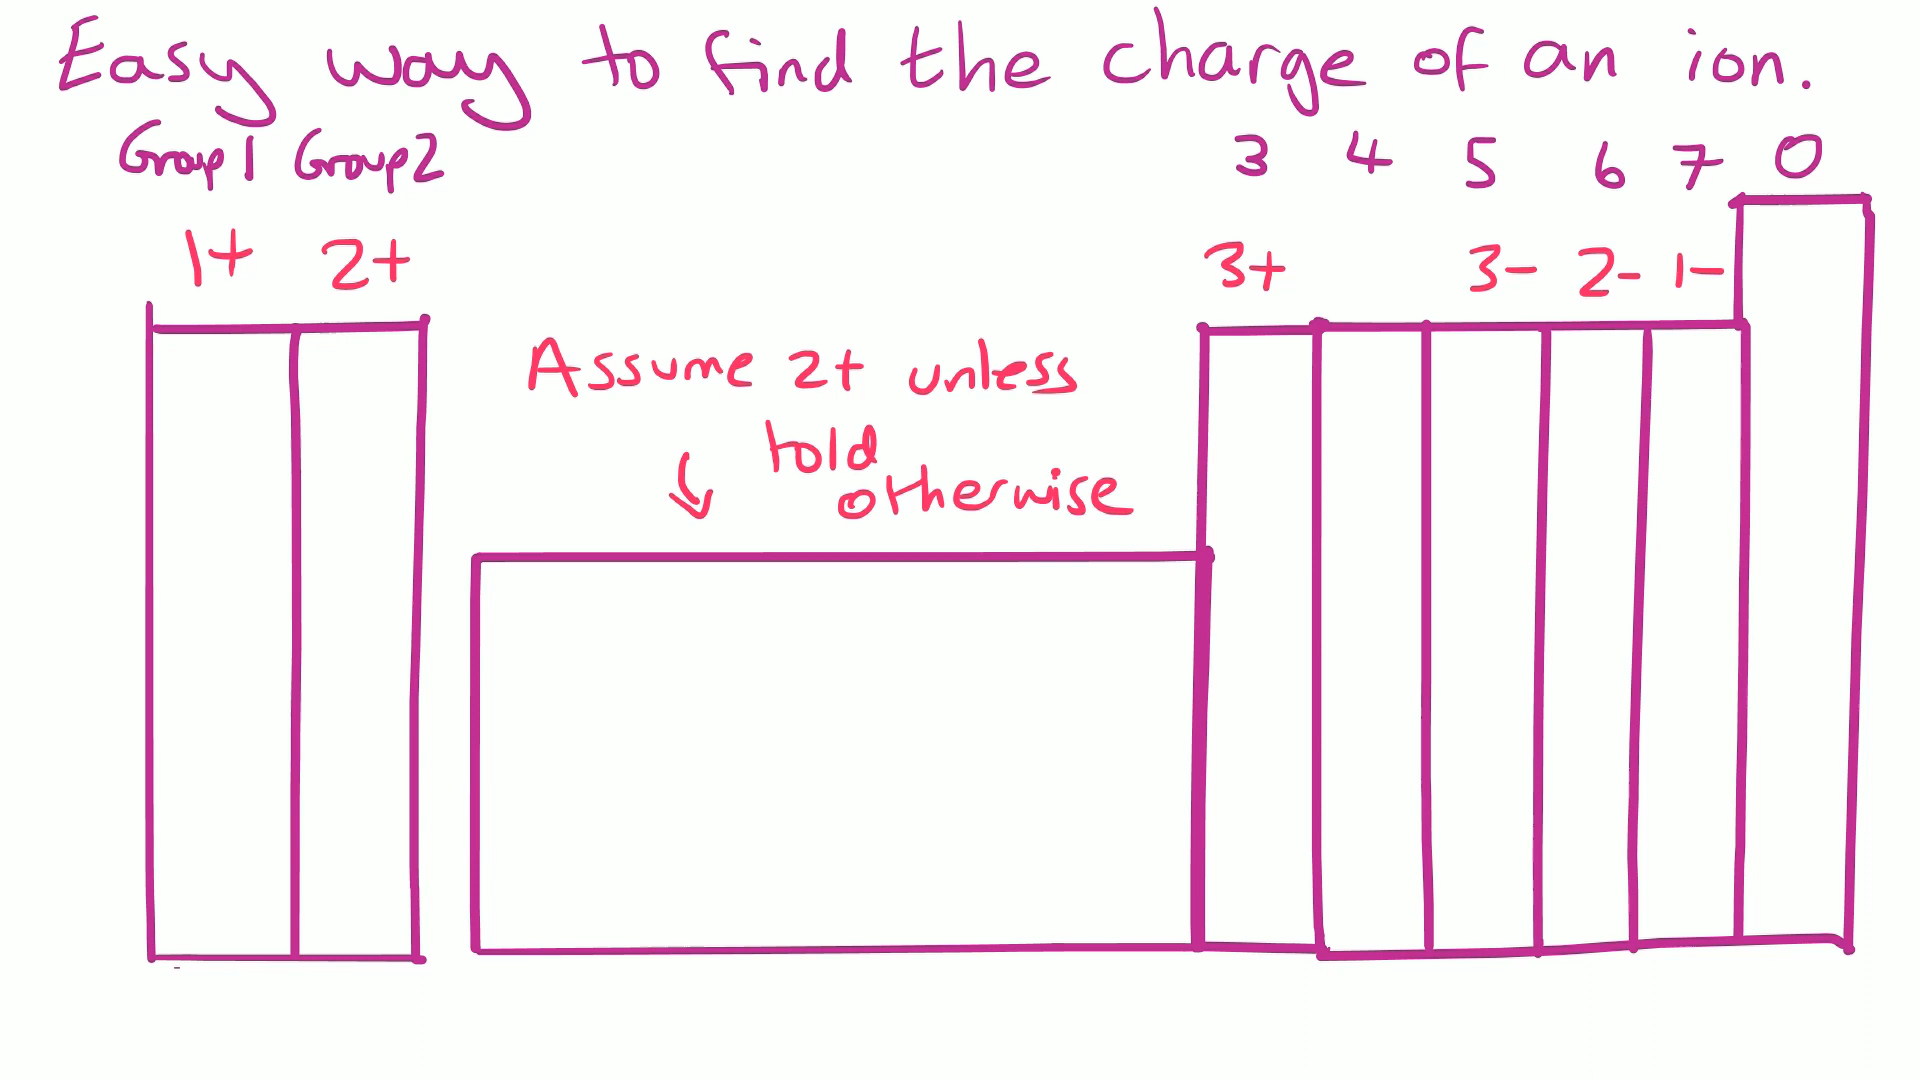 Easy way to find the charge of an ion.
Group 1 Group 2 3 4 5 6 7 0
1+ 2+ 3+ 3- 2- 1-
Assume 2+ unless
told
otherwise